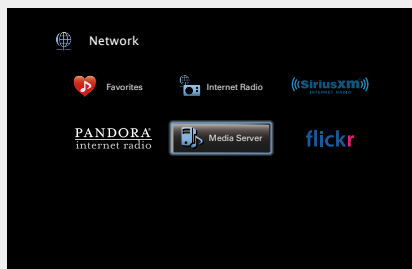 Network
Favorites
Internet Radio
((SiriusXM))
INTERNET RADIO
PANDORA
internet radio
Media Server
flickr